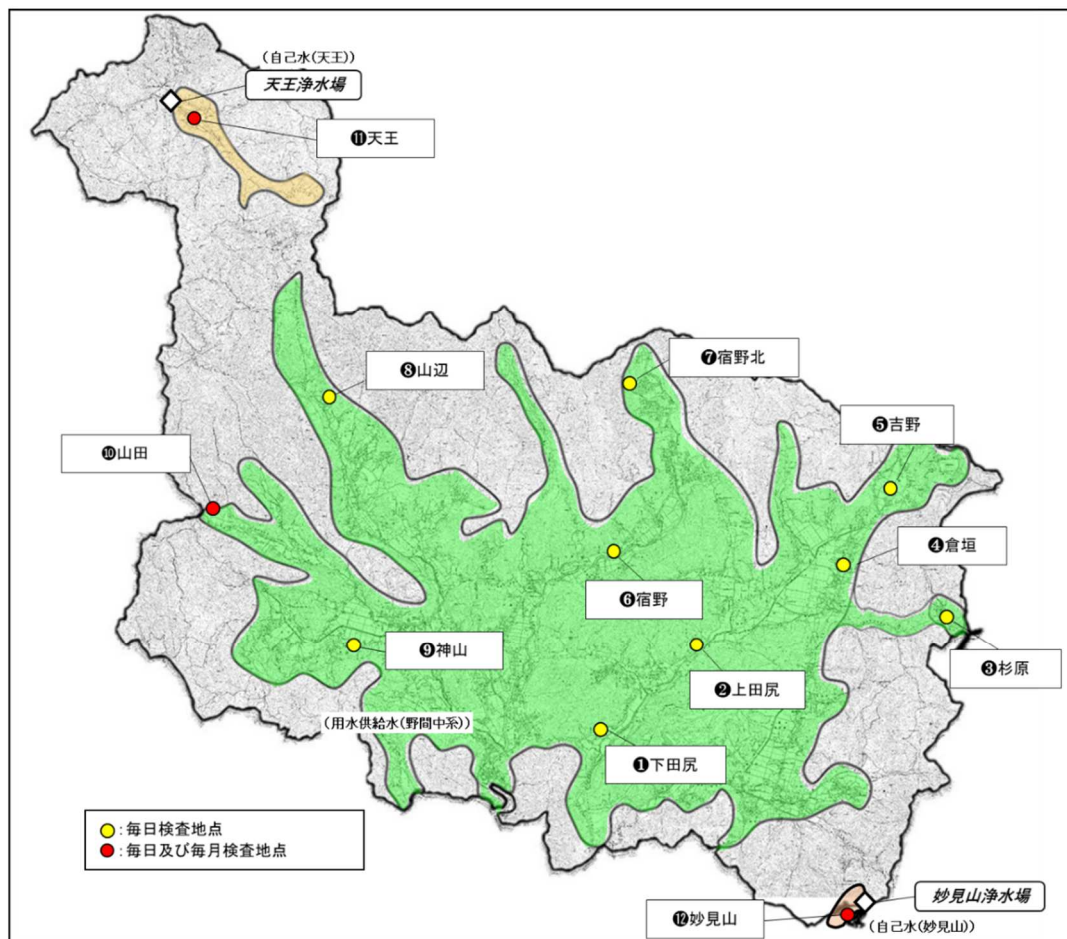 （自己水(天王)）
天王浄水場
⓫天王
❼宿野北
❽山辺
❺吉野
❿山田
❹倉垣
❻宿野
❾神山
❸杉原
❷上田尻
（用水供給水(野間中系)）
❶下田尻
：毎日検査地点
：毎日及び毎月検査地点
妙見山浄水場
⓬妙見山
（自己水(妙見山)）